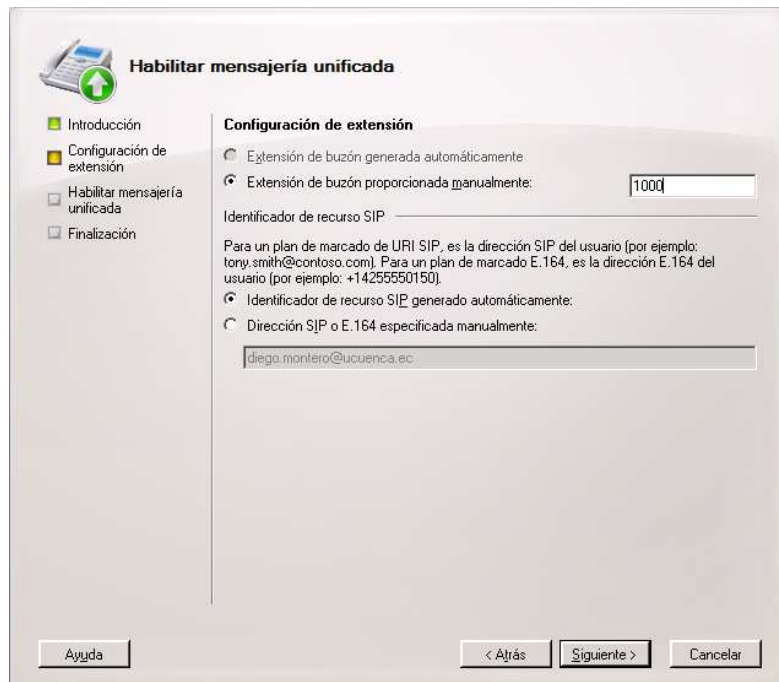 Habilitar mensajería unificada
Introducción
Configuración de
extensión
Habilitar mensajería
unificada
Finalización
Configuración de extensión
Extensión de buzón generada automáticamente
Extensión de buzón proporcionada manualmente:
1000
Identificador de recurso SIP
Para un plan de marcado de URI SIP, es la dirección SIP del usuario (por ejemplo:
tony.smith@contoso.com). Para un plan de marcado E.164, es la dirección E.164 del
usuario (por ejemplo: +14255550150).
Identificador de recurso SIP generado automáticamente:
Dirección SIP o E.164 especificada manualmente:
diego.montero@ucuenca.ec
Ayuda
< Atrás
Siguiente >
Cancelar